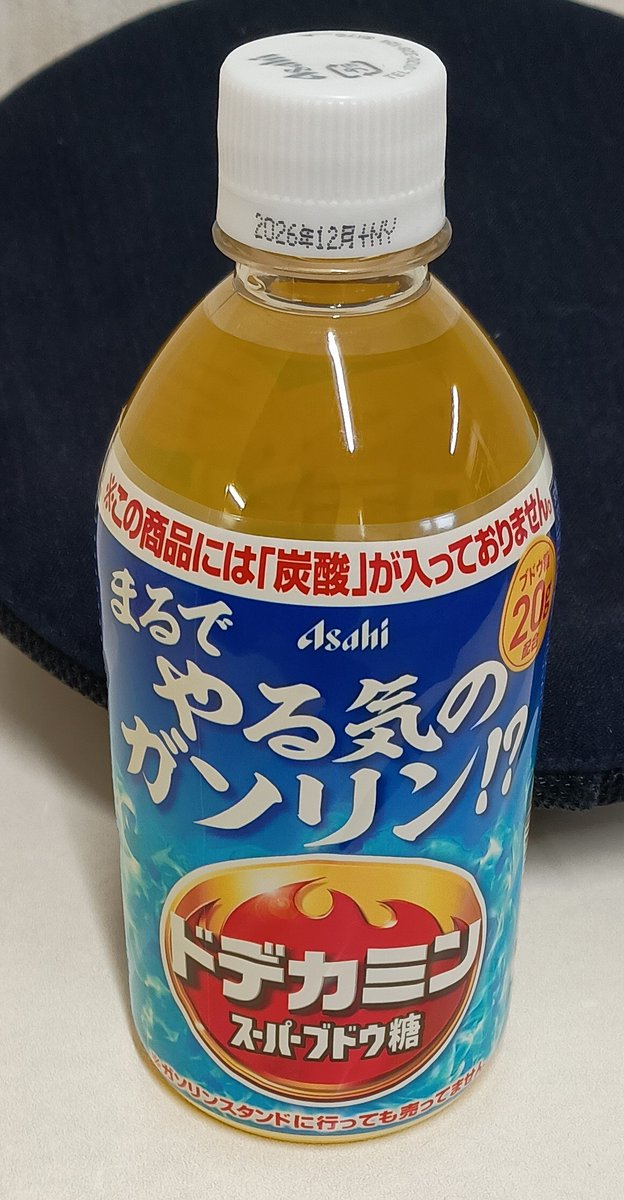 Asahi
2026年12月+NY
※この商品には「炭酸」が入っておりません。
ブドウ糖
20g
配合
Asahi
まるで
やる気の
ガソリン!?
ドデカミン
スーパーブドウ糖
※ガソリンスタンドに行っても売ってません